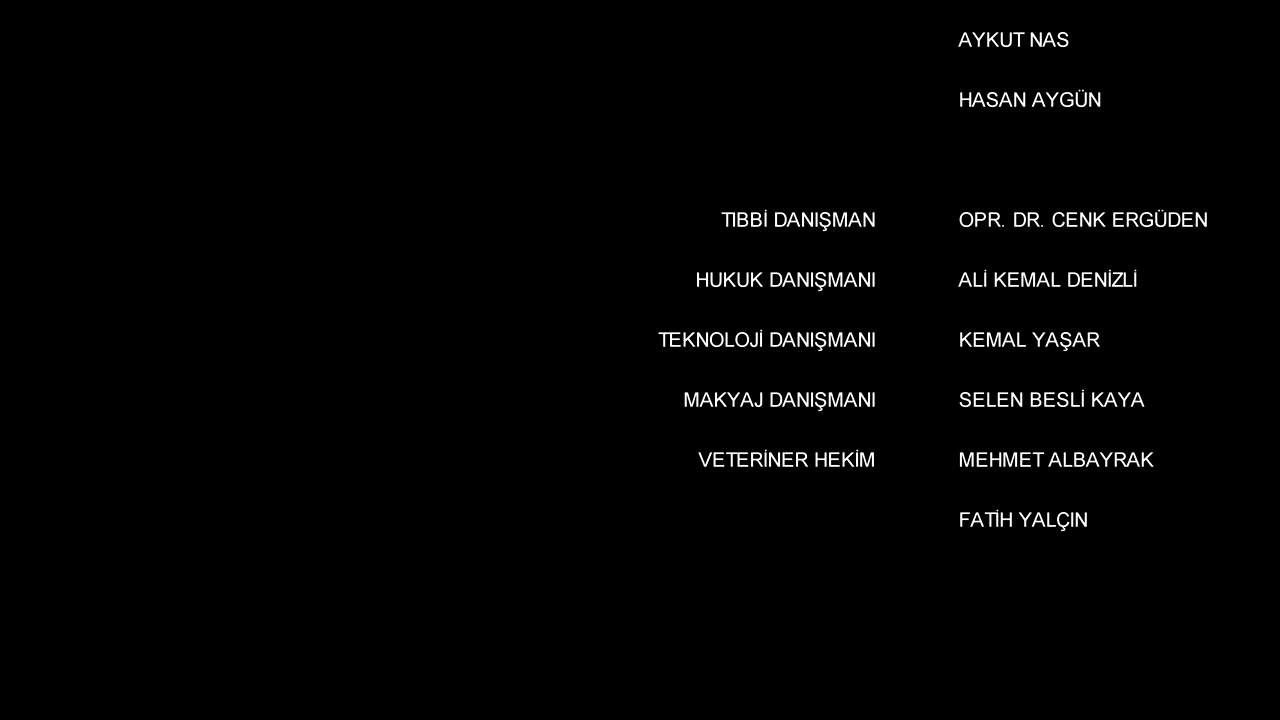 AYKUT NAS
HASAN AYGÜN
TIBBİ DANIŞMAN OPR. DR. CENK ERGÜDEN
HUKUK DANIŞMANI ALİ KEMAL DENİZLİ
TEKNOLOJİ DANIŞMANI KEMAL YAŞAR
MAKYAJ DANIŞMANI SELEN BESLİ KAYA
VETERİNER HEKİM MEHMET ALBAYRAK
FATİH YALÇIN